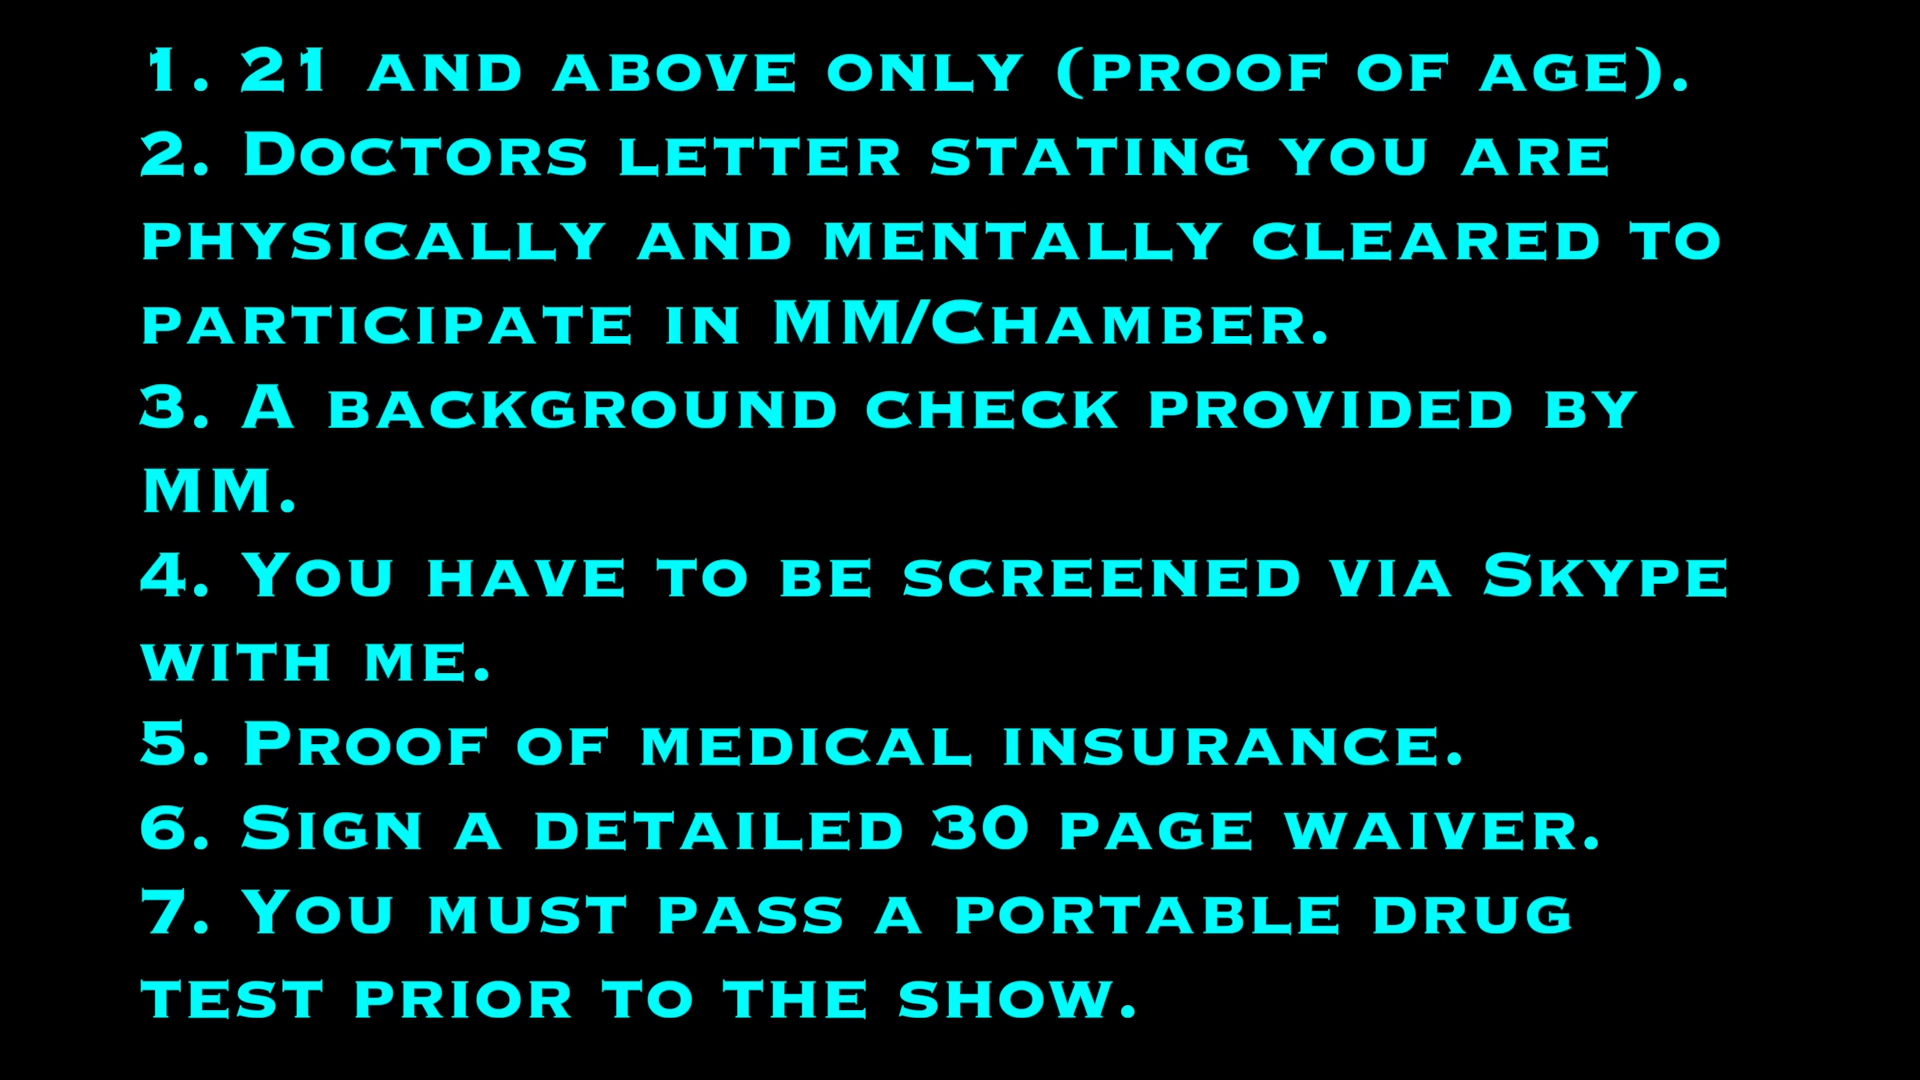 1. 21 and above only (proof of age).
2. Doctors letter stating you are
physically and mentally cleared to
participate in MM/Chamber.
3. A background check provided by
MM.
4. You have to be screened via Skype
with me.
5. Proof of medical insurance.
6. Sign a detailed 30 page waiver.
7. You must pass a portable drug
test prior to the show.